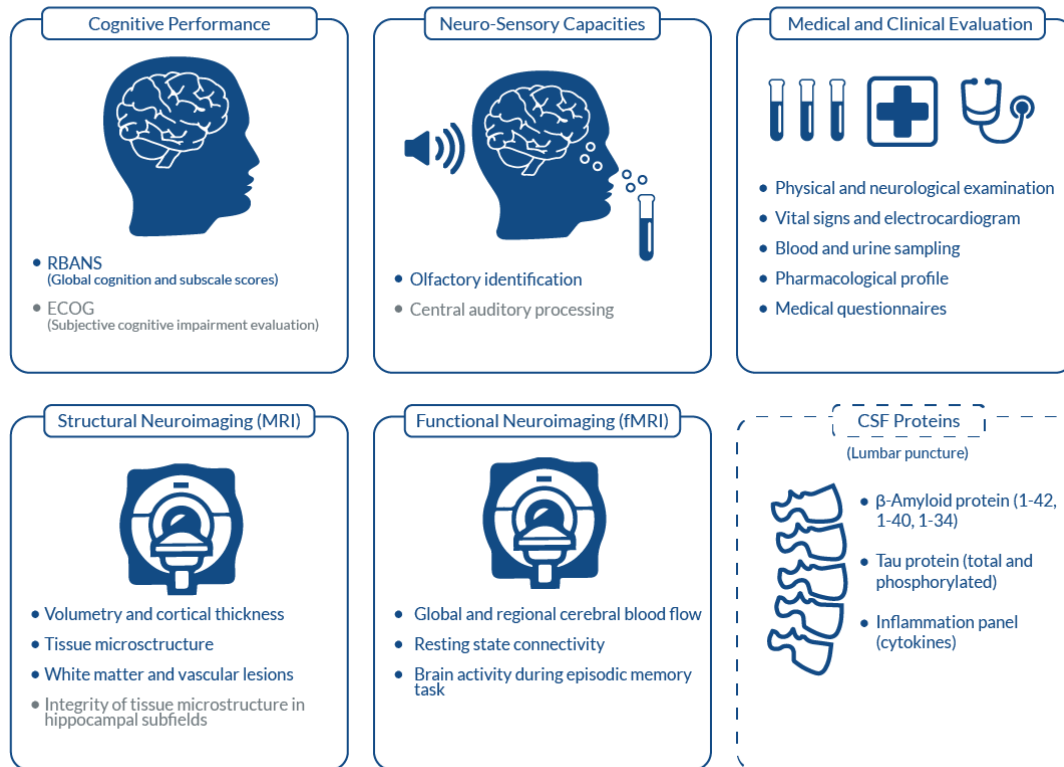 Cognitive Performance
RBANS
(Global cognition and subscale scores)
ECOG
(Subjective cognitive impairment evaluation)
Neuro-Sensory Capacities
Olfactory identification
Central auditory processing
Medical and Clinical Evaluation
Physical and neurological examination
Vital signs and electrocardiogram
Blood and urine sampling
Pharmacological profile
Medical questionnaires
Structural Neuroimaging (MRI)
Volumetry and cortical thickness
Tissue microsctructure
White matter and vascular lesions
Integrity of tissue microstructure in
hippocampal subfields
Functional Neuroimaging (fMRI)
Global and regional cerebral blood flow
Resting state connectivity
Brain activity during episodic memory
task
CSF Proteins
(Lumbar puncture)
β-Amyloid protein (1-42,
1-40, 1-34)
Tau protein (total and
phosphorylated)
Inflammation panel
(cytokines)